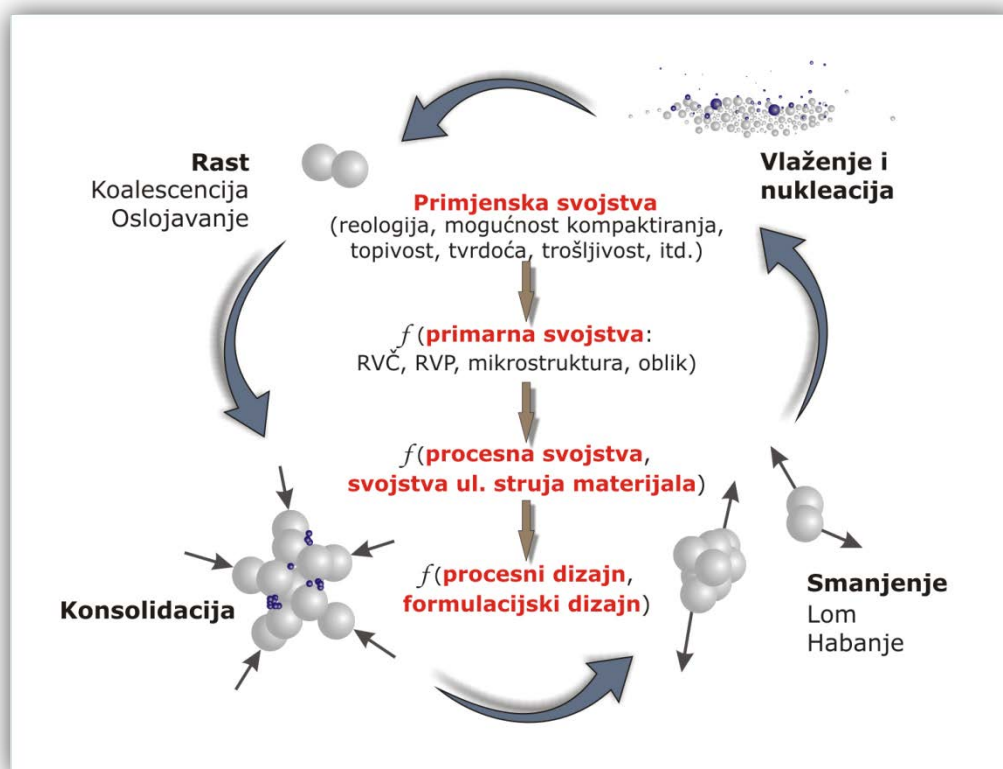 Rast
Koalescencija
Oslojavanje
Vlaženje i
nukleacija
Primjenska svojstva
(reologija, mogućnost kompaktiranja,
topivost, tvrdoća, trošljivost, itd.)
f (primarna svojstva:
RVČ, RVP, mikrostruktura, oblik)
f(procesna svojstva,
svojstva ul. struja materijala)
f(procesni dizajn,
formulacijski dizajn)
Konsolidacija
Smanjenje
Lom
Habanje